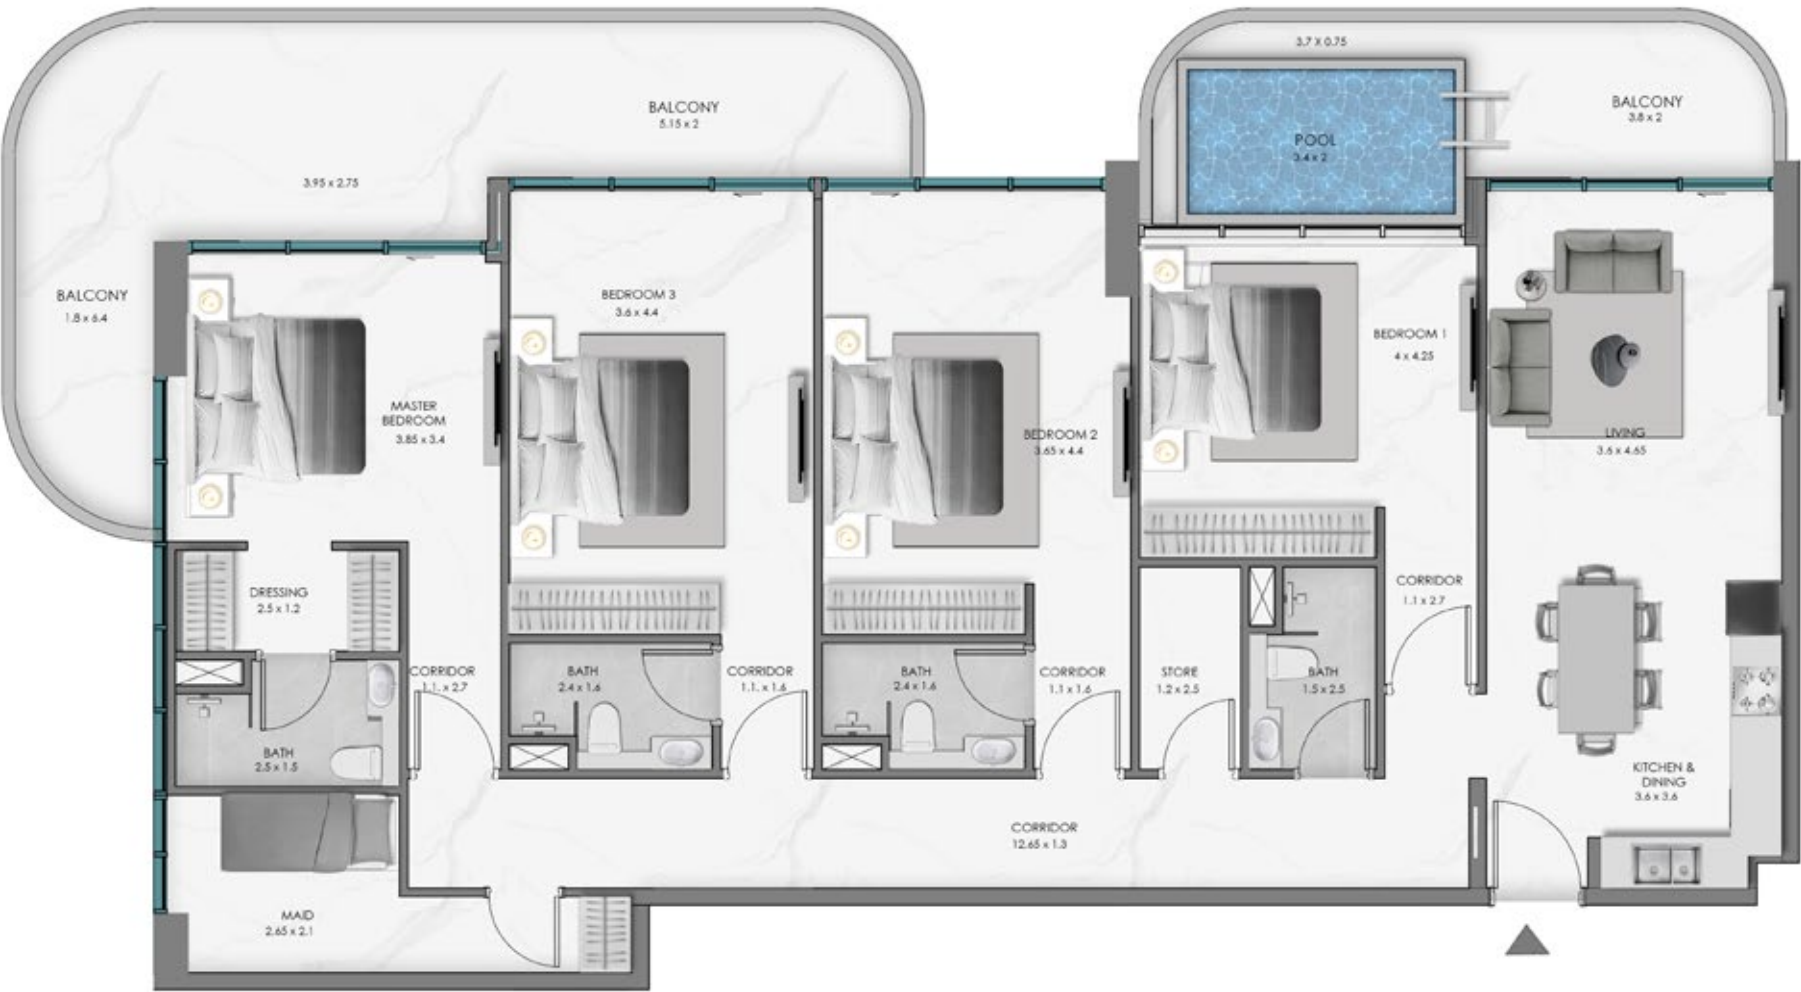 3.7 X 0.75
BALCONY
5.15 x 2
BALCONY
3.8 x 2
POOL
3.4 x 2
3.95 x 2.75
BALCONY
1.8 x 6.4
BEDROOM 3
3.6 x 4.4
BEDROOM 1
4 x 4.25
MASTER
BEDROOM
3.85 x 3.4
BEDROOM 2
3.65 x 4.4
LIVING
3.6 x 4.65
DRESSING
2.5 x 1.2
CORRIDOR
1.1 x 2.7
CORRIDOR
1.1. x 2.7
BATH
2.4 x 1.6
CORRIDOR
1.1. x 1.6
BATH
2.4 x 1.6
CORRIDOR
1.1 x 1.6
STORE
1.2 x 2.5
BATH
1.5 x 2.5
BATH
2.5 x 1.5
KITCHEN &
DINING
3.6 x 3.6
CORRIDOR
12.65 x 1.3
MAID
2.65 x 2.1